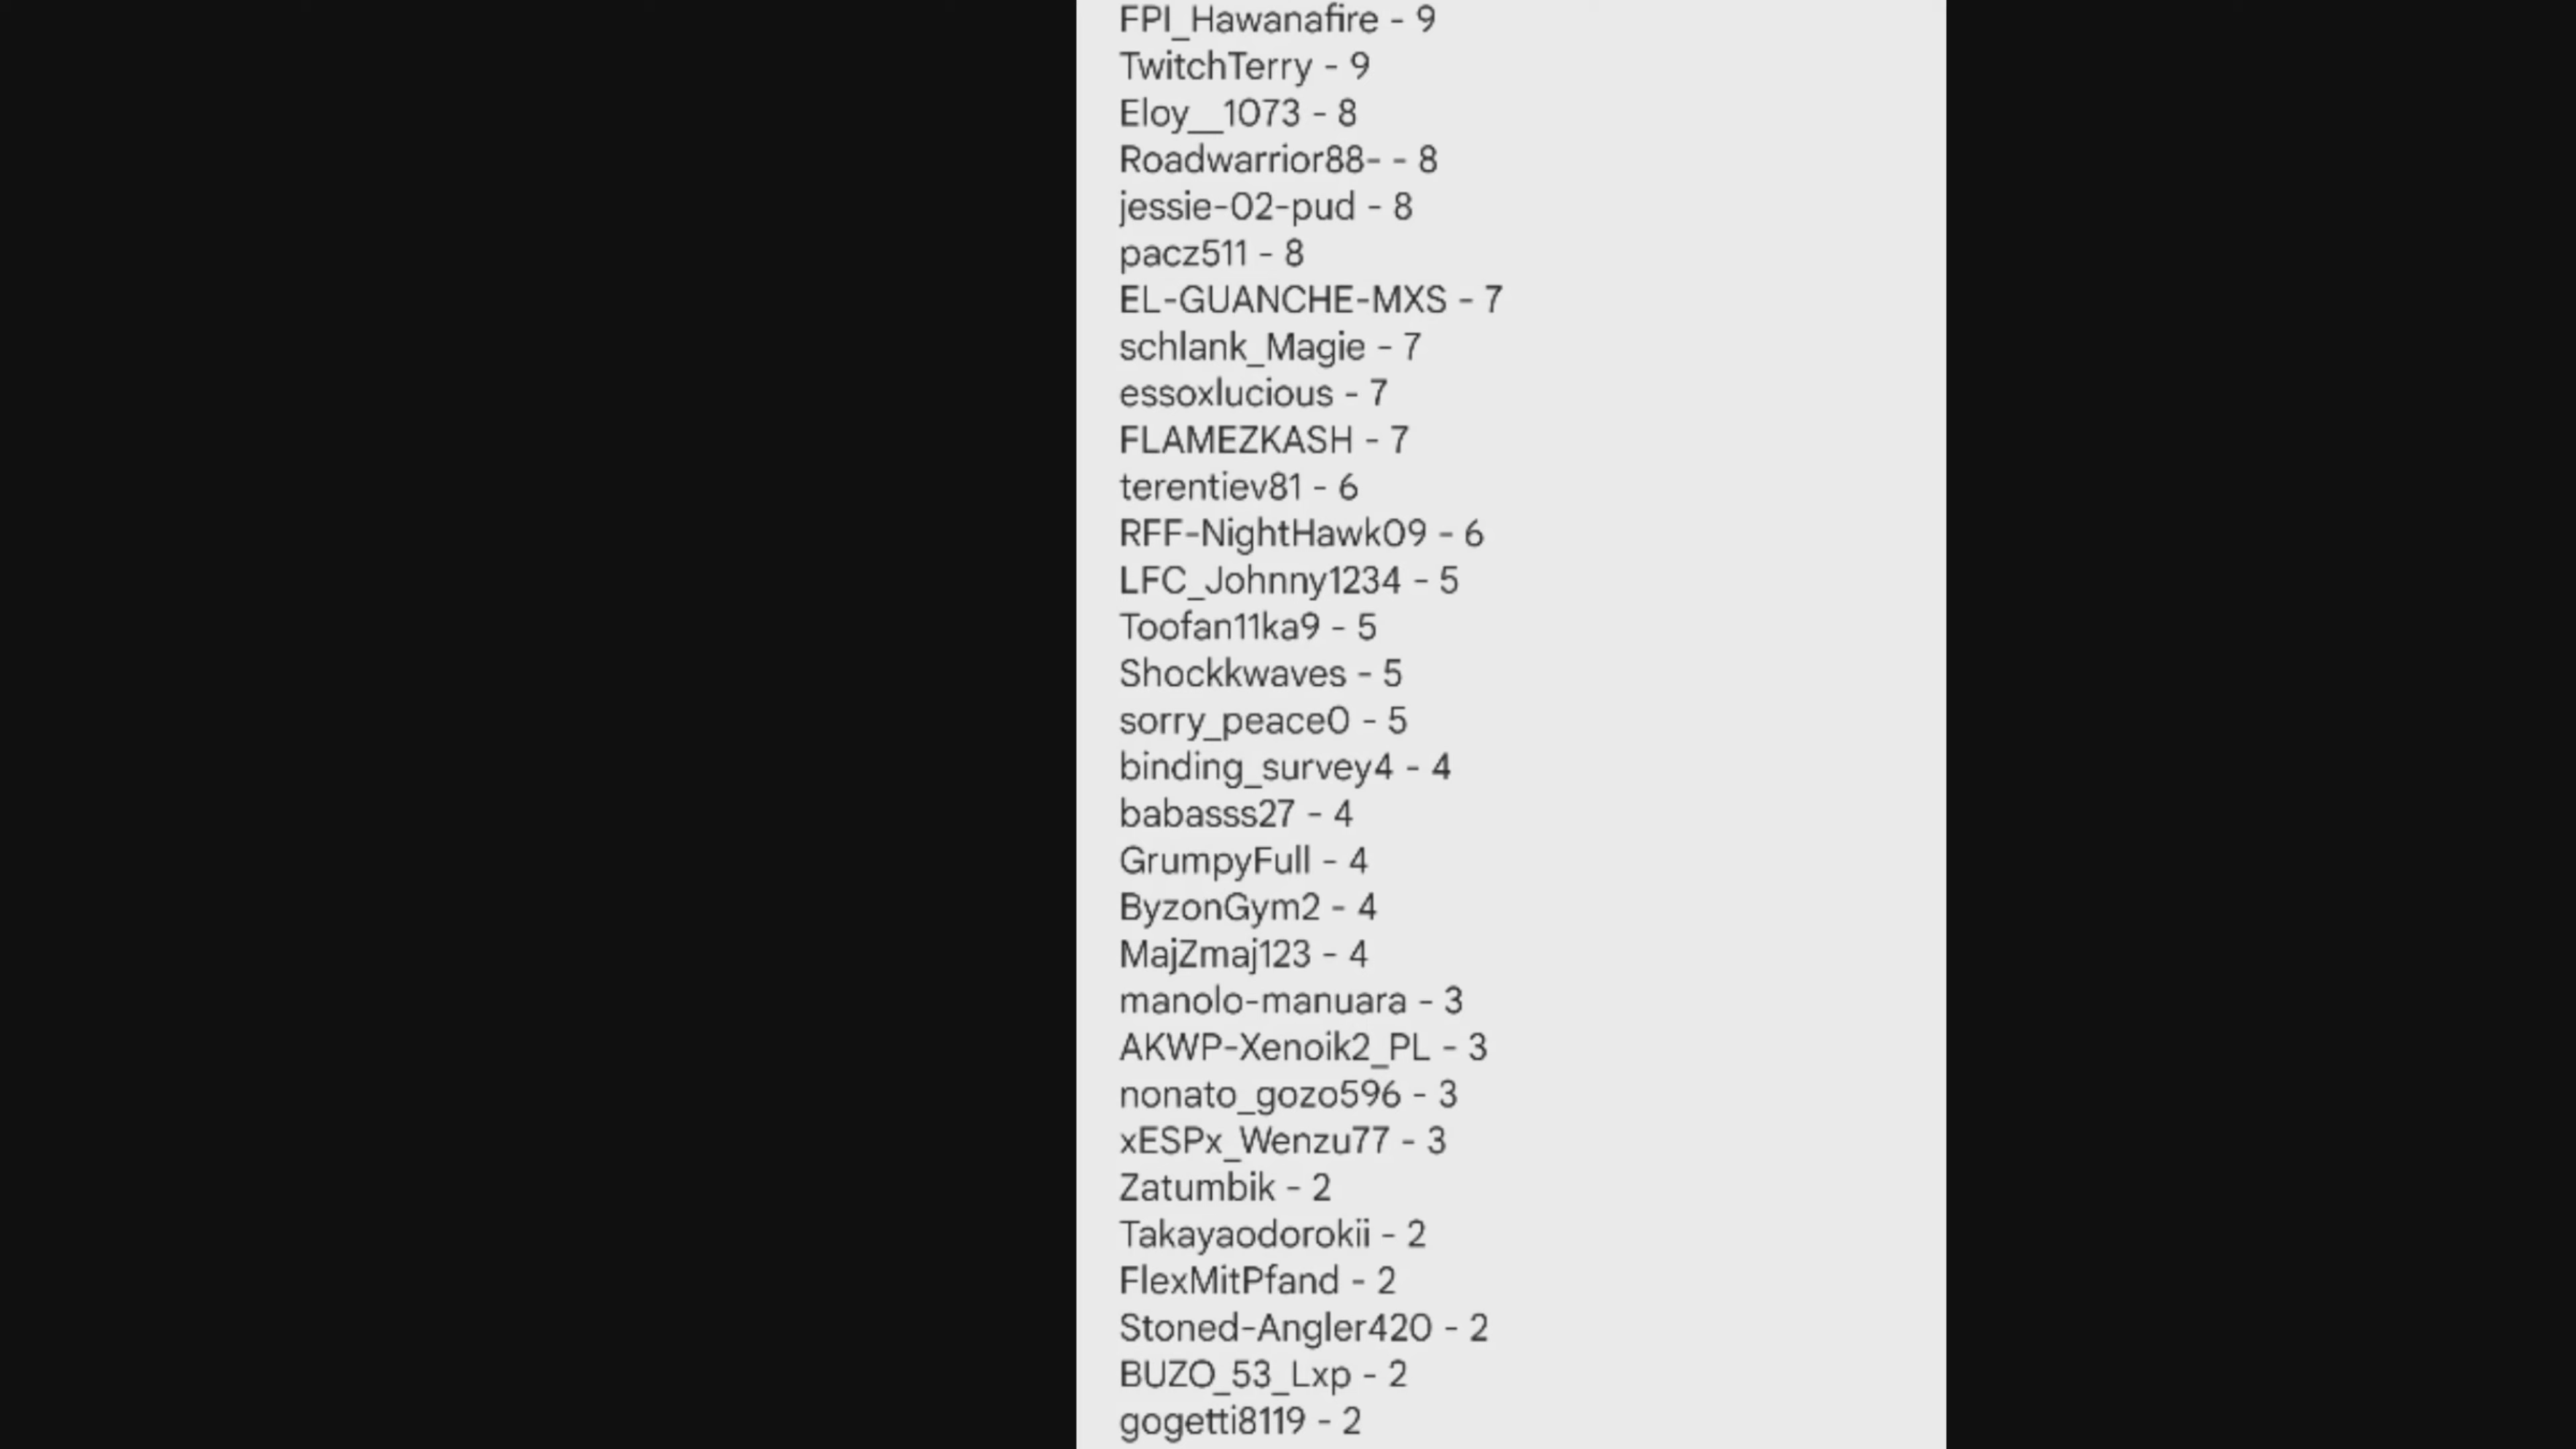 FPI_Hawanafire - 9
TwitchTerry - 9
Eloy__1073 - 8
Roadwarrior88- - 8
jessie-02-pud - 8
pacz511 - 8
EL-GUANCHE-MXS - 7
schlank_Magie - 7
essoxlucious - 7
FLAMEZKASH - 7
terentiev81 - 6
RFF-NightHawk09 - 6
LFC_Johnny1234 - 5
Toofan11ka9 - 5
Shockkwaves - 5
sorry_peace0 - 5
binding_survey4 - 4
babasss27 - 4
GrumpyFull - 4
ByzonGym2 - 4
MajZmaj123 - 4
manolo-manuara - 3
AKWP-Xenoik2_PL - 3
nonato_gozo596 - 3
xESPx_Wenzu77 - 3
Zatumbik - 2
Takayaodorokii - 2
FlexMitPfand - 2
Stoned-Angler420 - 2
BUZO_53_Lxp - 2
gogetti8119 - 2